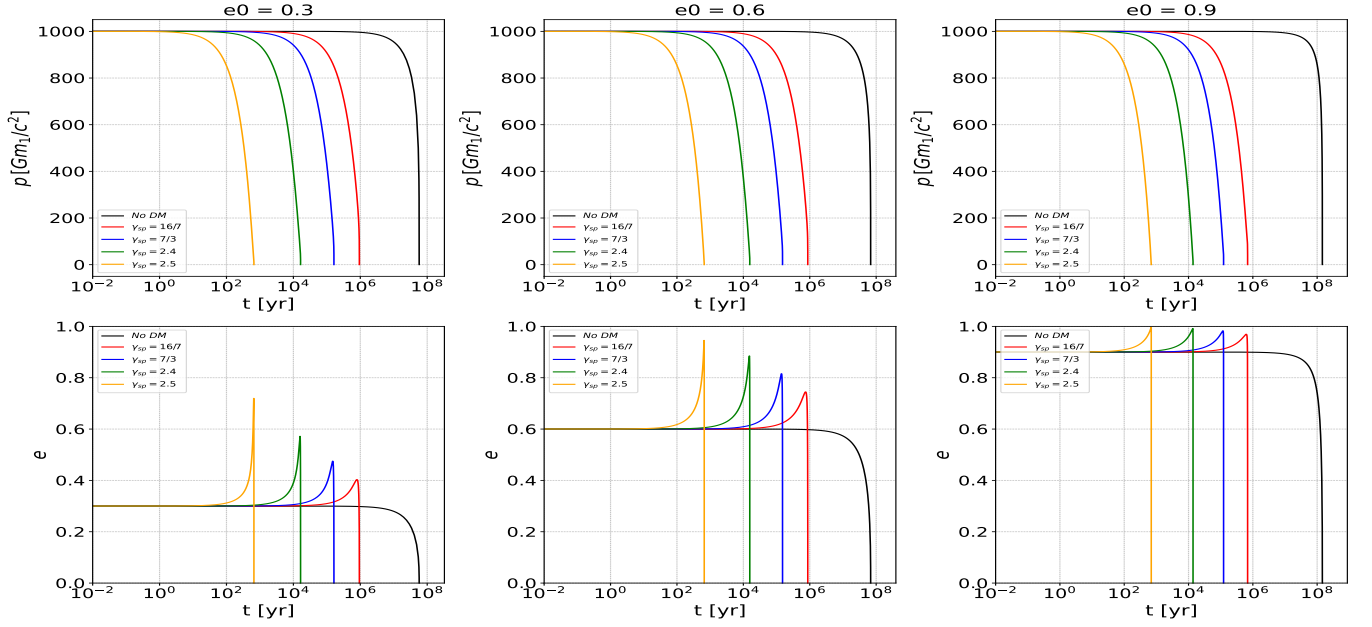 e0 = 0.3
1000
800
600
400
200
0
p [Gm₁/c²]
No DM
γsp = 16/7
γsp = 7/3
γsp = 2.4
γsp = 2.5
10⁻² 10⁰ 10² 10⁴ 10⁶ 10⁸
t [yr]
e0 = 0.6
1000
800
600
400
200
0
p [Gm₁/c²]
No DM
γsp = 16/7
γsp = 7/3
γsp = 2.4
γsp = 2.5
10⁻² 10⁰ 10² 10⁴ 10⁶ 10⁸
t [yr]
e0 = 0.9
1000
800
600
400
200
0
p [Gm₁/c²]
No DM
γsp = 16/7
γsp = 7/3
γsp = 2.4
γsp = 2.5
10⁻² 10⁰ 10² 10⁴ 10⁶ 10⁸
t [yr]
1.0
0.8
0.6
0.4
0.2
0.0
e
No DM
γsp = 16/7
γsp = 7/3
γsp = 2.4
γsp = 2.5
10⁻² 10⁰ 10² 10⁴ 10⁶ 10⁸
t [yr]
1.0
0.8
0.6
0.4
0.2
0.0
e
No DM
γsp = 16/7
γsp = 7/3
γsp = 2.4
γsp = 2.5
10⁻² 10⁰ 10² 10⁴ 10⁶ 10⁸
t [yr]
1.0
0.8
0.6
0.4
0.2
0.0
e
No DM
γsp = 16/7
γsp = 7/3
γsp = 2.4
γsp = 2.5
10⁻² 10⁰ 10² 10⁴ 10⁶ 10⁸
t [yr]